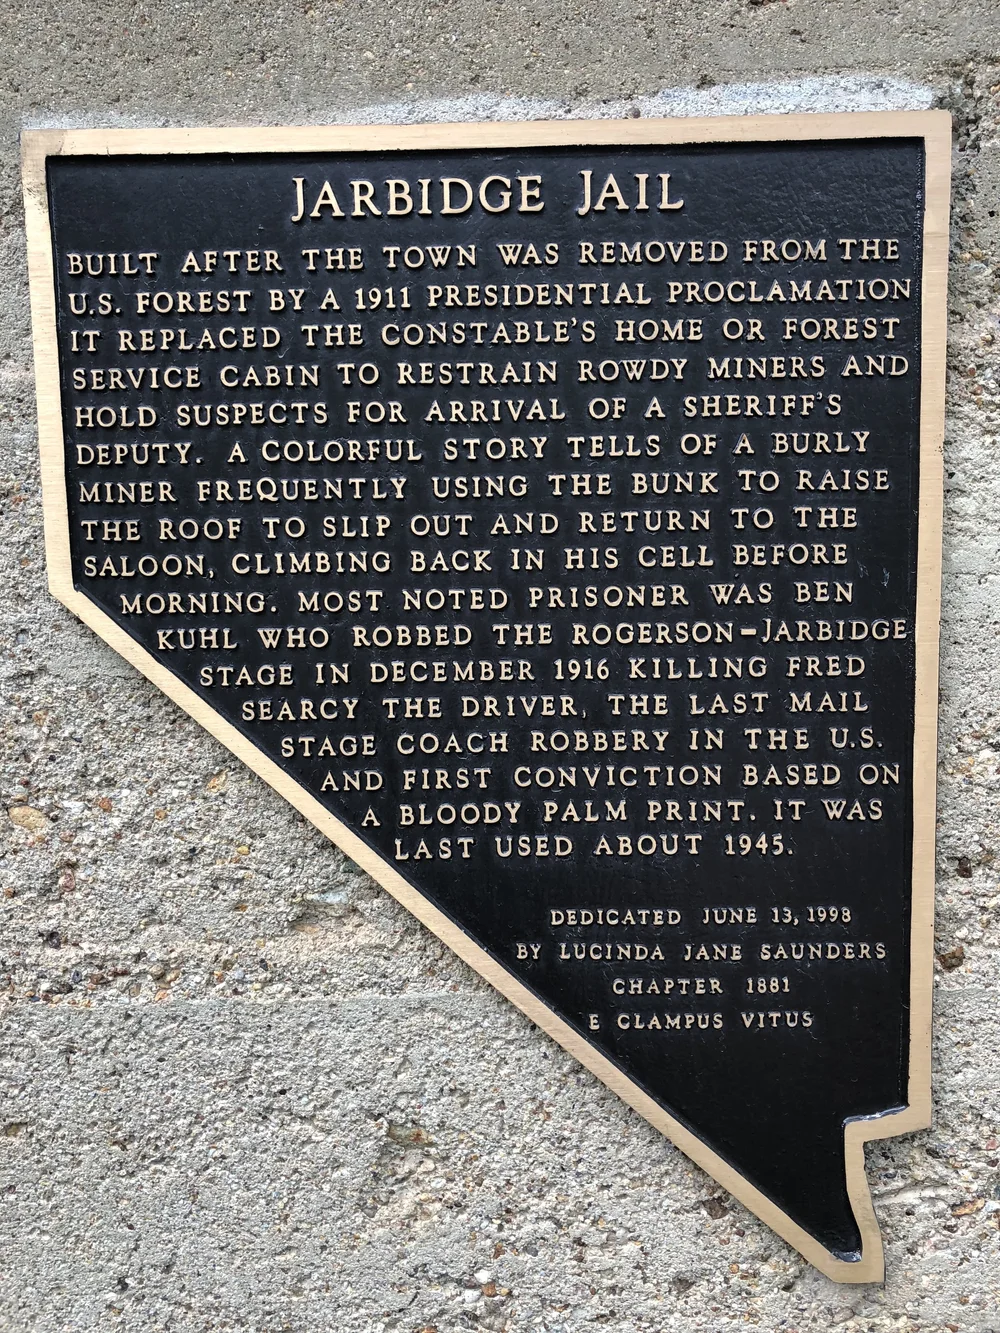 JARBIDGE JAIL
BUILT AFTER THE TOWN WAS REMOVED FROM THE
U.S. FOREST BY A 1911 PRESIDENTIAL PROCLAMATION
IT REPLACED THE CONSTABLE'S HOME OR FOREST
SERVICE CABIN TO RESTRAIN ROWDY MINERS AND
HOLD SUSPECTS FOR ARRIVAL OF A SHERIFF'S
DEPUTY. A COLORFUL STORY TELLS OF A BURLY
MINER FREQUENTLY USING THE BUNK TO RAISE
THE ROOF TO SLIP OUT AND RETURN TO THE
SALOON, CLIMBING BACK IN HIS CELL BEFORE
MORNING. MOST NOTED PRISONER WAS BEN
KUHL WHO ROBBED THE ROGERSON-JARBIDGE
STAGE IN DECEMBER 1916 KILLING FRED
SEARCY THE DRIVER, THE LAST MAIL
STAGE COACH ROBBERY IN THE U.S.
AND FIRST CONVICTION BASED ON
A BLOODY PALM PRINT. IT WAS
LAST USED ABOUT 1945.
DEDICATED JUNE 13, 1998
BY LUCINDA JANE SAUNDERS
CHAPTER 1881
E CLAMPUS VITUS